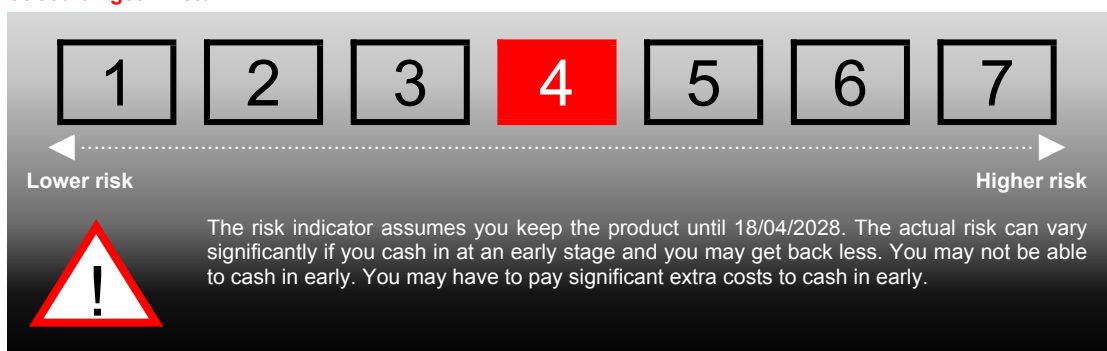 1 2 3 4 5 6 7
Lower risk Higher risk
The risk indicator assumes you keep the product until 18/04/2028. The actual risk can vary
significantly if you cash in at an early stage and you may get back less. You may not be able
to cash in early. You may have to pay significant extra costs to cash in early.
!